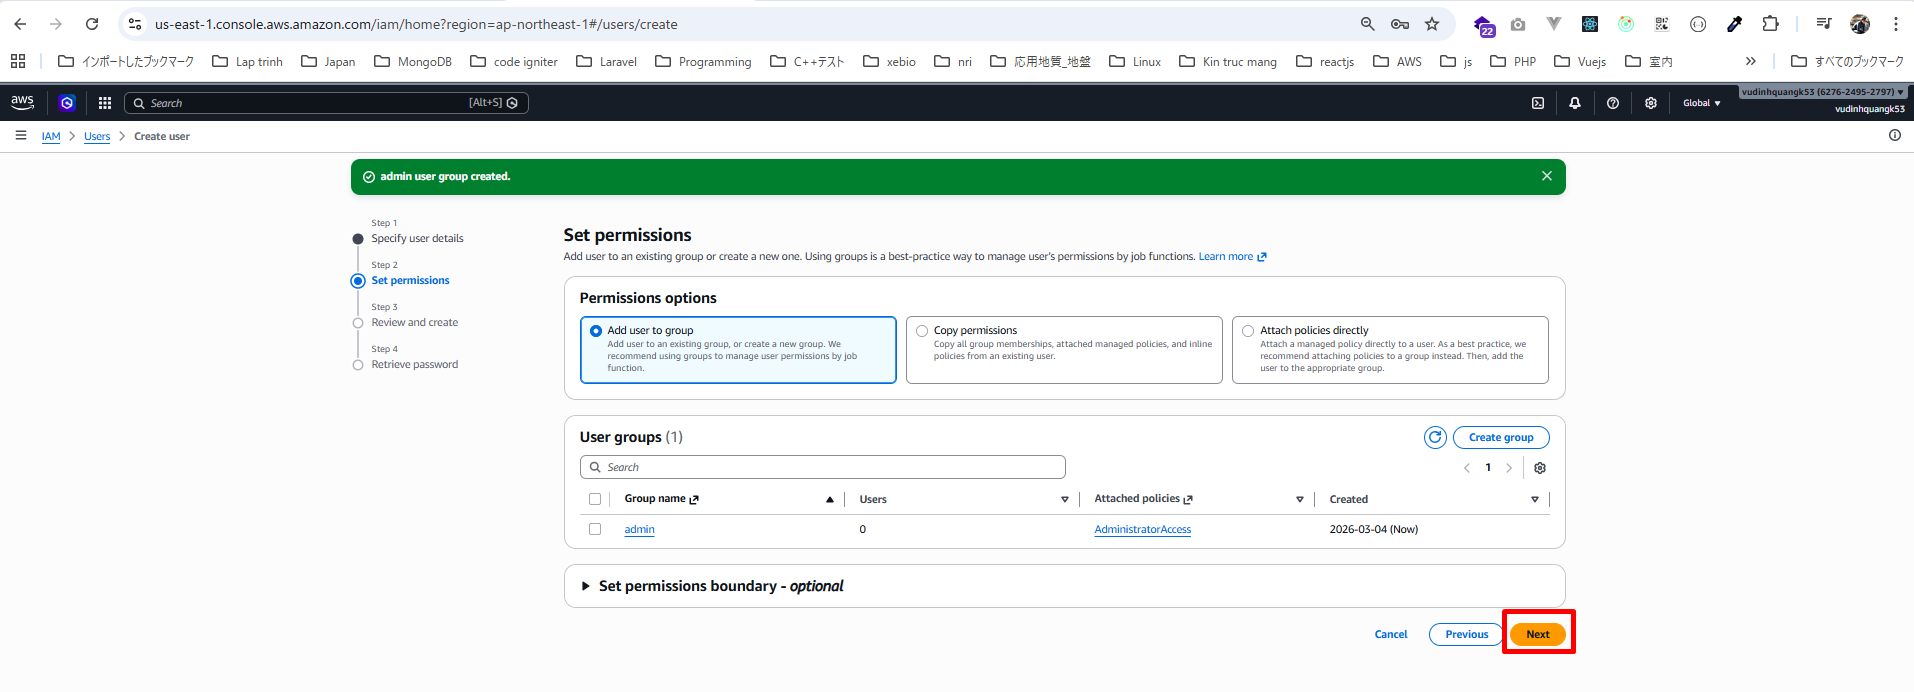 us-east-1.console.aws.amazon.com/iam/home?region=ap-northeast-1#/users/create
22
インポートしたブックマーク Lap trinh Japan MongoDB code igniter Laravel Programming C++テスト xebio nri 応用地質_地盤 Linux Kin truc mang reactjs AWS js PHP Vuejs 室内 すべてのブックマーク
aws Search [Alt+S] Global vudinhquangk53 (6276-2495-2797)
vudinhquangk53
IAM Users Create user
admin user group created.
Step 1
Specify user details
Step 2
Set permissions
Step 3
Review and create
Step 4
Retrieve password
Set permissions
Add user to an existing group or create a new one. Using groups is a best-practice way to manage user's permissions by job functions. Learn more
Permissions options
Add user to group
Add user to an existing group, or create a new group. We
recommend using groups to manage user permissions by job
function.
Copy permissions
Copy all group memberships, attached managed policies, and inline
policies from an existing user.
Attach policies directly
Attach a managed policy directly to a user. As a best practice, we
recommend attaching policies to a group instead. Then, add the
user to the appropriate group.
User groups (1)
Create group
Search
1
Group name Users Attached policies Created
admin 0 AdministratorAccess 2026-03-04 (Now)
Set permissions boundary - optional
Cancel Previous Next